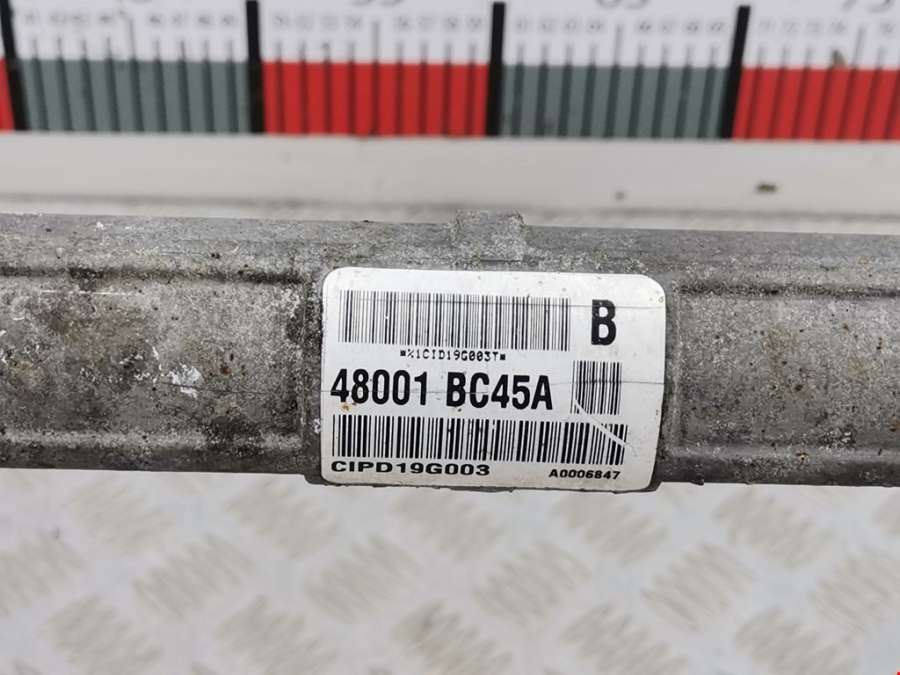 B
*%1CID19G003T*
48001 BC45A
CIPD19G003
A0006847